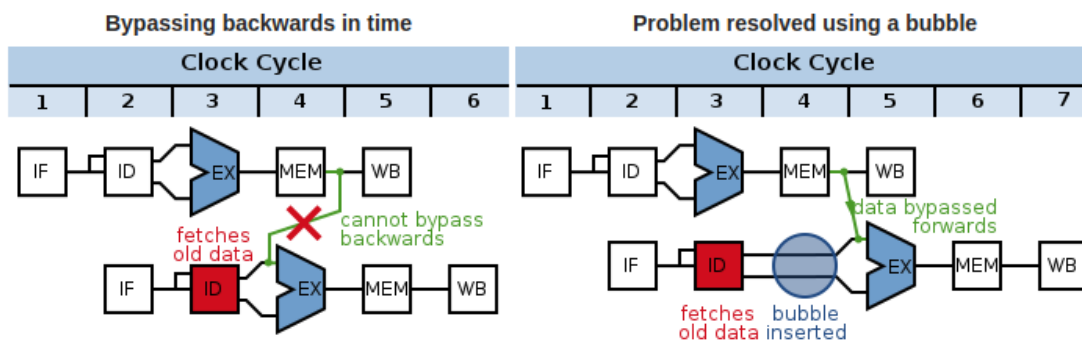 Bypassing backwards in time
Clock Cycle
1 2 3 4 5 6
IF ID EX MEM WB
cannot bypass
backwards
fetches
old data
IF ID EX MEM WB
Problem resolved using a bubble
Clock Cycle
1 2 3 4 5 6 7
IF ID EX MEM WB
data bypassed
forwards
IF ID EX MEM WB
fetches
old data
bubble
inserted